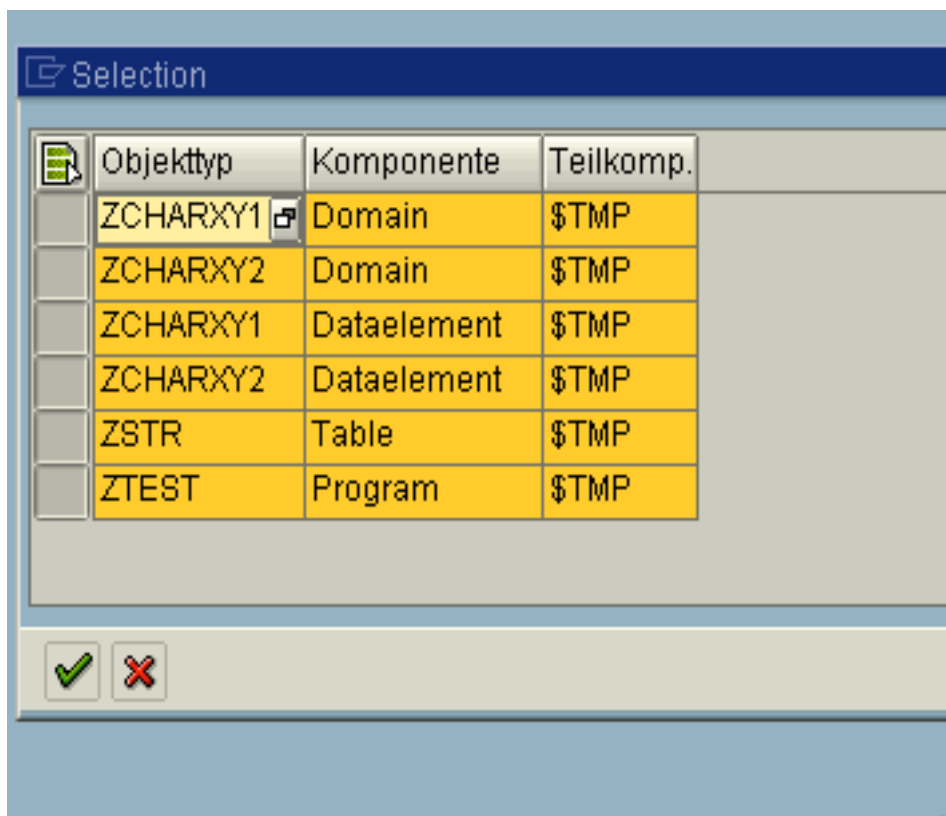 Selection
Objekttyp Komponente Teilkomp.
ZCHARXY1 Domain $TMP
ZCHARXY2 Domain $TMP
ZCHARXY1 Dataelement $TMP
ZCHARXY2 Dataelement $TMP
ZSTR Table $TMP
ZTEST Program $TMP